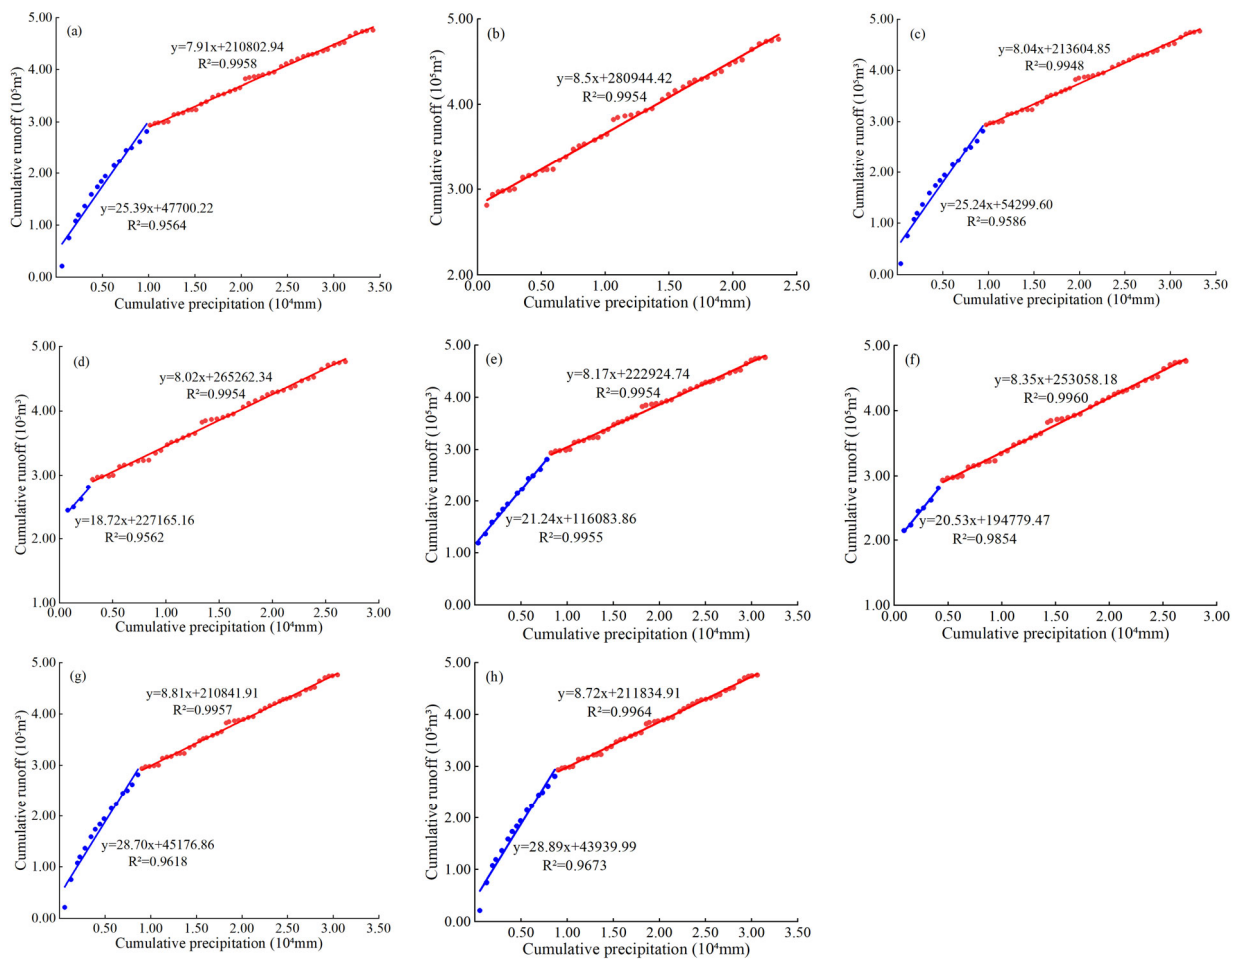 (a)
y=7.91x+210802.94
R²=0.9958
y=25.39x+47700.22
R²=0.9564
5.00
4.00
3.00
2.00
1.00
0.00
0.50
1.00
1.50
2.00
2.50
3.00
3.50
Cumulative runoff (10⁵m³)
Cumulative precipitation (10⁴mm)
(b)
y=8.5x+280944.42
R²=0.9954
5.00
4.00
3.00
2.00
0.00
0.50
1.00
1.50
2.00
2.50
Cumulative runoff (10⁵m³)
Cumulative precipitation (10⁴mm)
(c)
y=8.04x+213604.85
R²=0.9948
y=25.24x+54299.60
R²=0.9586
5.00
4.00
3.00
2.00
1.00
0.00
0.50
1.00
1.50
2.00
2.50
3.00
3.50
Cumulative runoff (10⁵m³)
Cumulative precipitation (10⁴mm)
(d)
y=8.02x+265262.34
R²=0.9954
y=18.72x+227165.16
R²=0.9562
5.00
4.00
3.00
2.00
1.00
0.00
0.50
1.00
1.50
2.00
2.50
3.00
Cumulative runoff (10⁵m³)
Cumulative precipitation (10⁴mm)
(e)
y=8.17x+222924.74
R²=0.9954
y=21.24x+116083.86
R²=0.9955
5.00
4.00
3.00
2.00
1.00
0.00
0.50
1.00
1.50
2.00
2.50
3.00
3.50
Cumulative runoff (10⁵m³)
Cumulative precipitation (10⁴mm)
(f)
y=8.35x+253058.18
R²=0.9960
y=20.53x+194779.47
R²=0.9854
5.00
4.00
3.00
2.00
1.00
0.00
0.50
1.00
1.50
2.00
2.50
3.00
Cumulative runoff (10⁵m³)
Cumulative precipitation (10⁴mm)
(g)
y=8.81x+210841.91
R²=0.9957
y=28.70x+45176.86
R²=0.9618
5.00
4.00
3.00
2.00
1.00
0.00
0.50
1.00
1.50
2.00
2.50
3.00
3.50
Cumulative runoff (10⁵m³)
Cumulative precipitation (10⁴mm)
(h)
y=8.72x+211834.91
R²=0.9964
y=28.89x+43939.99
R²=0.9673
5.00
4.00
3.00
2.00
1.00
0.00
0.50
1.00
1.50
2.00
2.50
3.00
3.50
Cumulative runoff (10⁵m³)
Cumulative precipitation (10⁴mm)